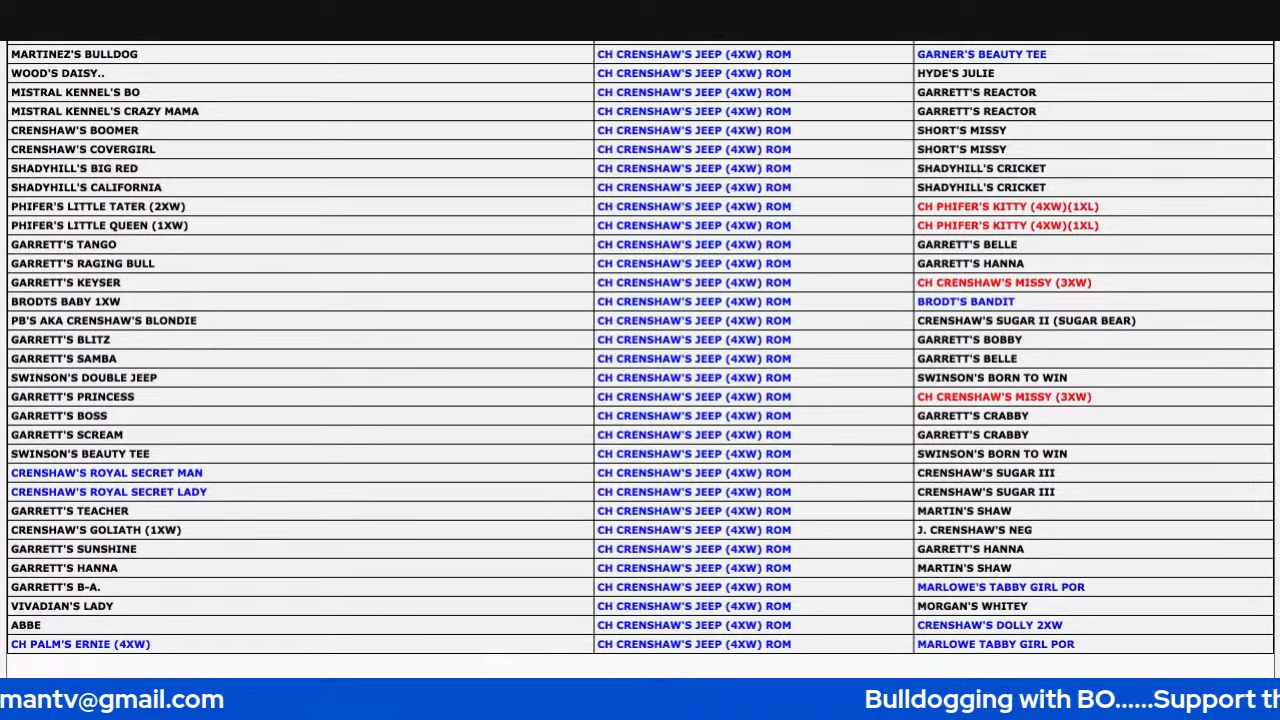 MARTINEZ'S BULLDOG CH CRENSHAW'S JEEP (4XW) ROM GARNER'S BEAUTY TEE
WOOD'S DAISY.. CH CRENSHAW'S JEEP (4XW) ROM HYDE'S JULIE
MISTRAL KENNEL'S BO CH CRENSHAW'S JEEP (4XW) ROM GARRETT'S REACTOR
MISTRAL KENNEL'S CRAZY MAMA CH CRENSHAW'S JEEP (4XW) ROM GARRETT'S REACTOR
CRENSHAW'S BOOMER CH CRENSHAW'S JEEP (4XW) ROM SHORT'S MISSY
CRENSHAW'S COVERGIRL CH CRENSHAW'S JEEP (4XW) ROM SHORT'S MISSY
SHADYHILL'S BIG RED CH CRENSHAW'S JEEP (4XW) ROM SHADYHILL'S CRICKET
SHADYHILL'S CALIFORNIA CH CRENSHAW'S JEEP (4XW) ROM SHADYHILL'S CRICKET
PHIFER'S LITTLE TATER (2XW) CH CRENSHAW'S JEEP (4XW) ROM CH PHIFER'S KITTY (4XW)(1XL)
PHIFER'S LITTLE QUEEN (1XW) CH CRENSHAW'S JEEP (4XW) ROM CH PHIFER'S KITTY (4XW)(1XL)
GARRETT'S TANGO CH CRENSHAW'S JEEP (4XW) ROM GARRETT'S BELLE
GARRETT'S RAGING BULL CH CRENSHAW'S JEEP (4XW) ROM GARRETT'S HANNA
GARRETT'S KEYSER CH CRENSHAW'S JEEP (4XW) ROM CH CRENSHAW'S MISSY (3XW)
BRODTS BABY 1XW CH CRENSHAW'S JEEP (4XW) ROM BRODT'S BANDIT
PB'S AKA CRENSHAW'S BLONDIE CH CRENSHAW'S JEEP (4XW) ROM CRENSHAW'S SUGAR II (SUGAR BEAR)
GARRETT'S BLITZ CH CRENSHAW'S JEEP (4XW) ROM GARRETT'S BOBBY
GARRETT'S SAMBA CH CRENSHAW'S JEEP (4XW) ROM GARRETT'S BELLE
SWINSON'S DOUBLE JEEP CH CRENSHAW'S JEEP (4XW) ROM SWINSON'S BORN TO WIN
GARRETT'S PRINCESS CH CRENSHAW'S JEEP (4XW) ROM CH CRENSHAW'S MISSY (3XW)
GARRETT'S BOSS CH CRENSHAW'S JEEP (4XW) ROM GARRETT'S CRABBY
GARRETT'S SCREAM CH CRENSHAW'S JEEP (4XW) ROM GARRETT'S CRABBY
SWINSON'S BEAUTY TEE CH CRENSHAW'S JEEP (4XW) ROM SWINSON'S BORN TO WIN
CRENSHAW'S ROYAL SECRET MAN CH CRENSHAW'S JEEP (4XW) ROM CRENSHAW'S SUGAR III
CRENSHAW'S ROYAL SECRET LADY CH CRENSHAW'S JEEP (4XW) ROM CRENSHAW'S SUGAR III
GARRETT'S TEACHER CH CRENSHAW'S JEEP (4XW) ROM MARTIN'S SHAW
CRENSHAW'S GOLIATH (1XW) CH CRENSHAW'S JEEP (4XW) ROM J. CRENSHAW'S NEG
GARRETT'S SUNSHINE CH CRENSHAW'S JEEP (4XW) ROM GARRETT'S HANNA
GARRETT'S HANNA CH CRENSHAW'S JEEP (4XW) ROM MARTIN'S SHAW
GARRETT'S B-A. CH CRENSHAW'S JEEP (4XW) ROM MARLOWE'S TABBY GIRL POR
VIVADIAN'S LADY CH CRENSHAW'S JEEP (4XW) ROM MORGAN'S WHITEY
ABBE CH CRENSHAW'S JEEP (4XW) ROM CRENSHAW'S DOLLY 2XW
CH PALM'S ERNIE (4XW) CH CRENSHAW'S JEEP (4XW) ROM MARLOWE TABBY GIRL POR
mantv@gmail.com Bulldogging with BO......Support th